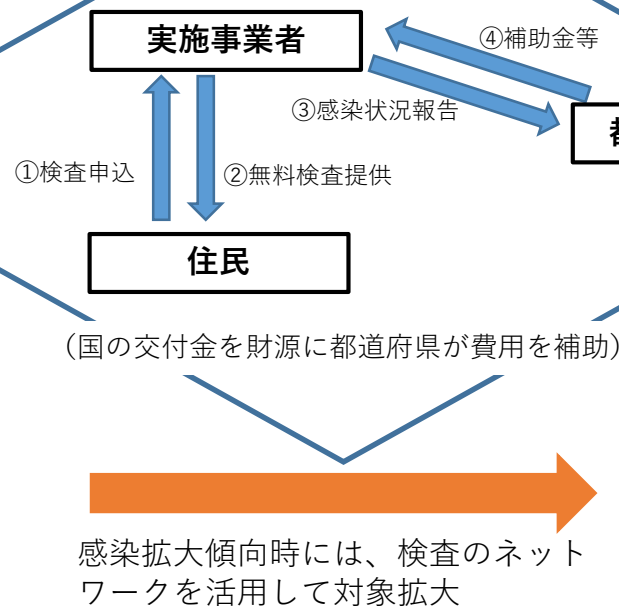 実施事業者
④補助金等
③感染状況報告
①検査申込
②無料検査提供
住民
（国の交付金を財源に都道府県が費用を補助）
感染拡大傾向時には、検査のネット
ワークを活用して対象拡大